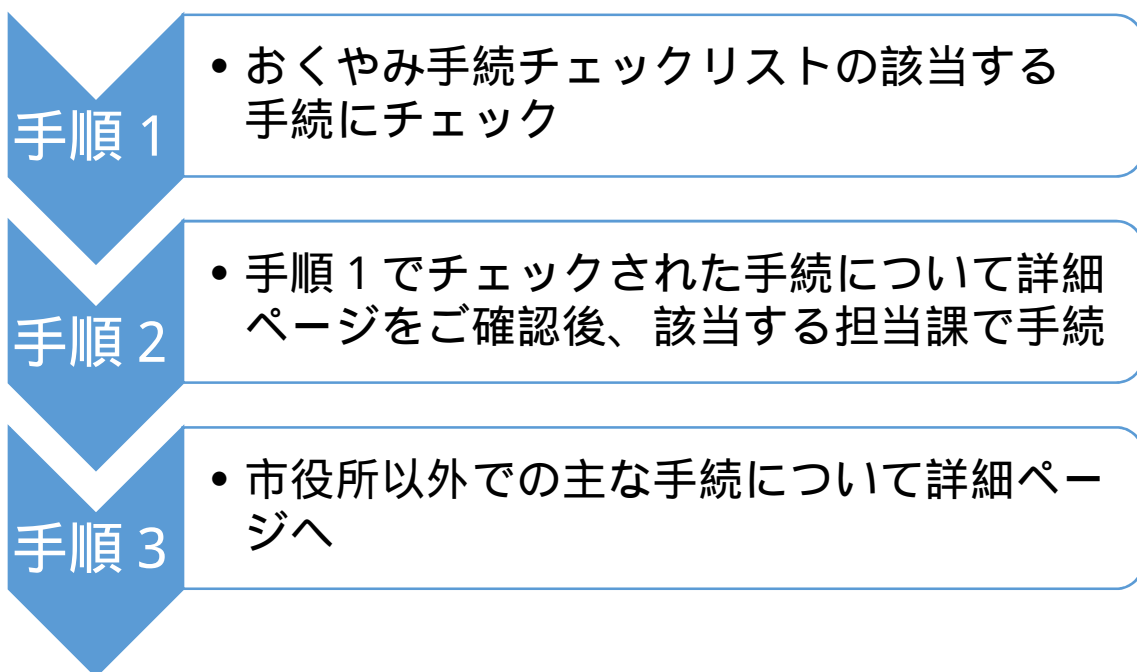 手順 1
• おくやみ手続チェックリストの該当する
手続にチェック
手順 2
• 手順 1 でチェックされた手続について詳細
ページをご確認後、該当する担当課で手続
手順 3
• 市役所以外での主な手続について詳細ペー
ジへ